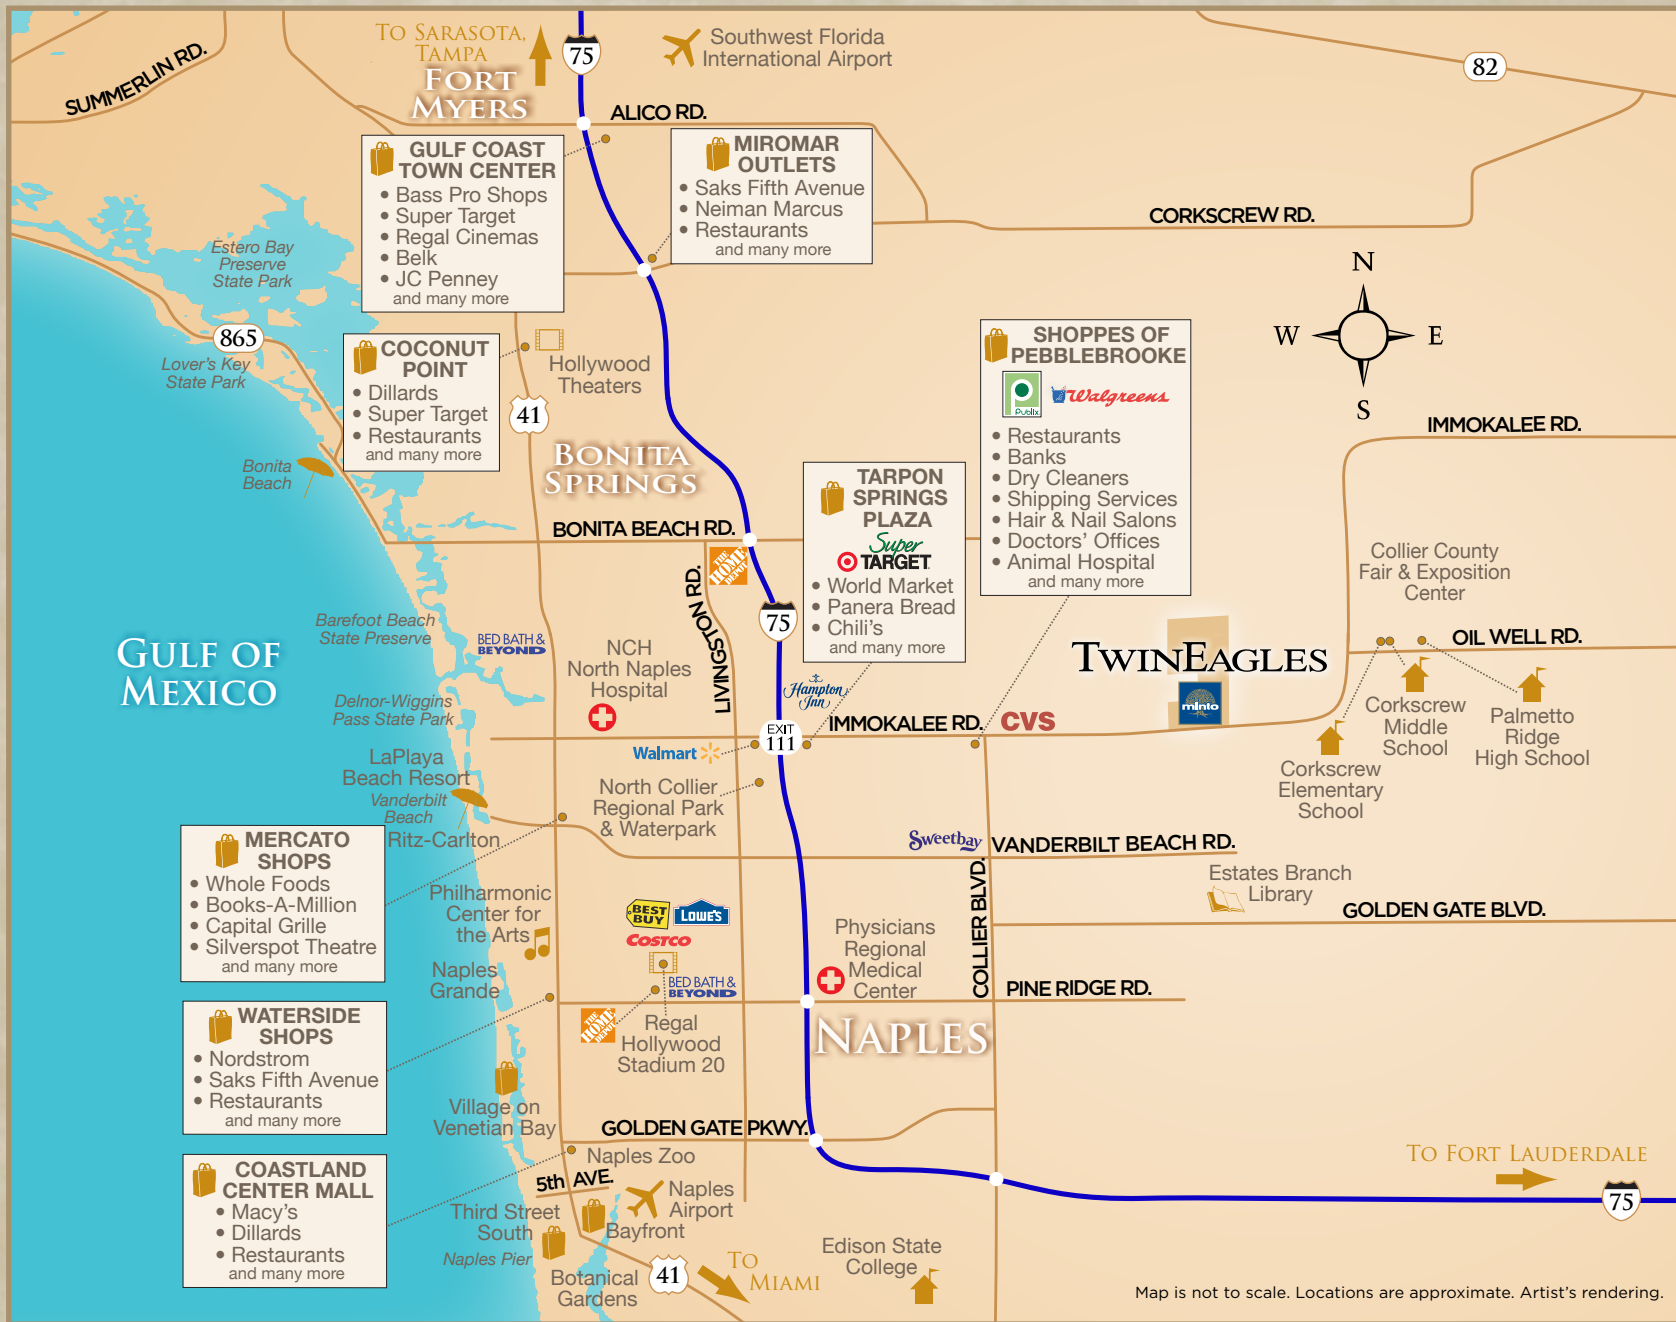 TO SARASOTA,
TAMPA
75
Southwest Florida
International Airport
82
SUMMERLIN RD.
FORT
MYERS
ALICO RD.
GULF COAST
TOWN CENTER
• Bass Pro Shops
• Super Target
• Regal Cinemas
• Belk
• JC Penney
and many more
MIROMAR
OUTLETS
• Saks Fifth Avenue
• Neiman Marcus
• Restaurants
and many more
CORKSCREW RD.
Estero Bay
Preserve
State Park
N
W
E
S
865
Lover's Key
State Park
COCONUT
POINT
• Dillards
• Super Target
• Restaurants
and many more
Hollywood
Theaters
41
SHOPPES OF
PEBBLEBROOKE
Publix
Walgreens
• Restaurants
• Banks
• Dry Cleaners
• Shipping Services
• Hair & Nail Salons
• Doctors' Offices
• Animal Hospital
and many more
IMMOKALEE RD.
Bonita
Beach
BONITA
SPRINGS
TARPON
SPRINGS
PLAZA
Super
TARGET
• World Market
• Panera Bread
• Chili's
and many more
BONITA BEACH RD.
THE
HOME
DEPOT
LIVINGSTON RD.
75
Collier County
Fair & Exposition
Center
Barefoot Beach
State Preserve
BED BATH &
BEYOND
NCH
North Naples
Hospital
GULF OF
MEXICO
TWINEAGLES
minto
OIL WELL RD.
Delnor-Wiggins
Pass State Park
Hampton
Inn
IMMOKALEE RD.
CVS
EXIT
111
Walmart
Corkscrew
Middle
School
Palmetto
Ridge
High School
Corkscrew
Elementary
School
LaPlaya
Beach Resort
Vanderbilt
Beach
Ritz-Carlton
North Collier
Regional Park
& Waterpark
MERCATO
SHOPS
• Whole Foods
• Books-A-Million
• Capital Grille
• Silverspot Theatre
and many more
Sweetbay
VANDERBILT BEACH RD.
COLLIER BLVD.
Estates Branch
Library
GOLDEN GATE BLVD.
Philharmonic
Center for
the Arts
BEST
BUY
LOWE'S
COSTCO
Physicians
Regional
Medical
Center
Naples
Grande
BED BATH &
BEYOND
PINE RIDGE RD.
WATERSIDE
SHOPS
• Nordstrom
• Saks Fifth Avenue
• Restaurants
and many more
THE
HOME
DEPOT
Regal
Hollywood
Stadium 20
NAPLES
Village on
Venetian Bay
GOLDEN GATE PKWY.
Naples Zoo
COASTLAND
CENTER MALL
• Macy's
• Dillards
• Restaurants
and many more
5th AVE.
Naples
Airport
Third Street
South
Bayfront
Naples Pier
Botanical
Gardens
41
TO
MIAMI
Edison State
College
TO FORT LAUDERDALE
75
Map is not to scale. Locations are approximate. Artist's rendering.